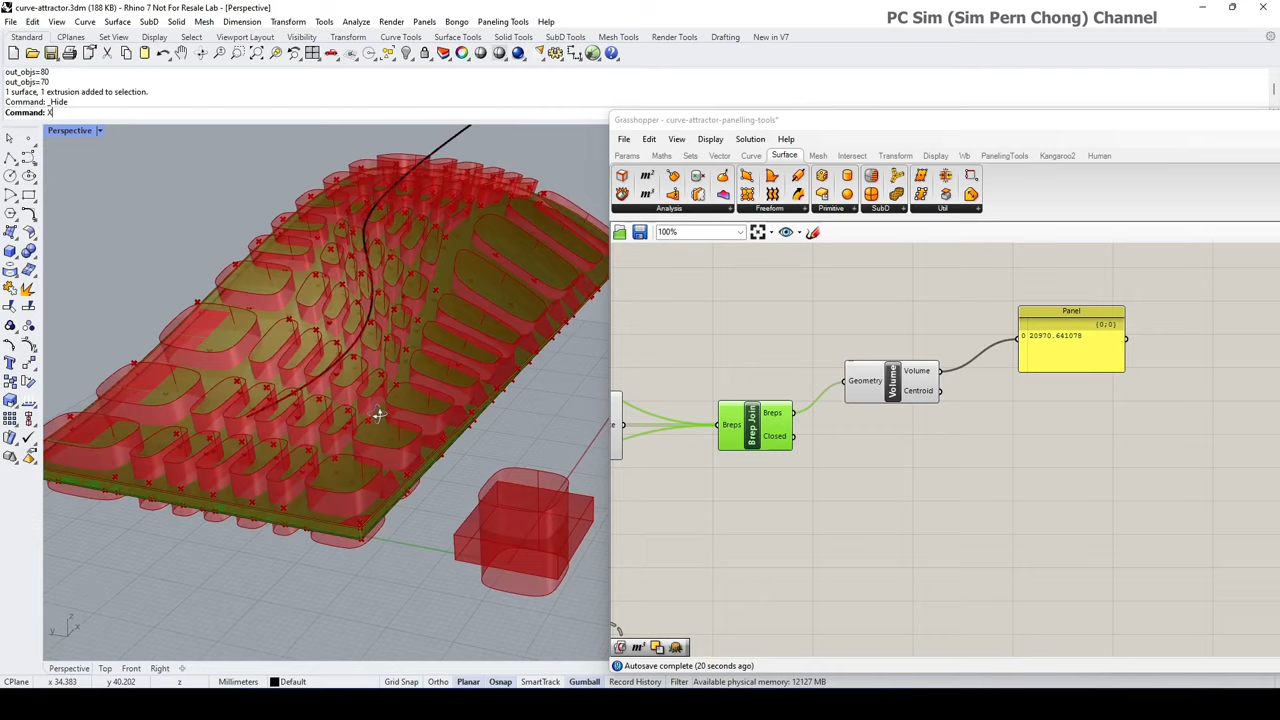 curve-attractor.3dm (188 KB) - Rhino 7 Not For Resale Lab - [Perspective]
PC Sim (Sim Pern Chong) Channel
File Edit View Curve Surface SubD Solid Mesh Dimension Transform Tools Analyze Render Panels Bongo PanelingTools Help
Standard CPlanes Set View Display Select Viewport Layout Visibility Transform Curve Tools Surface Tools Solid Tools SubD Tools Mesh Tools Render Tools Drafting New in V7
out_objs=80
out_objs=70
1 surface, 1 extrusion added to selection.
Command: _Hide
Command: X
Perspective
Grasshopper - curve-attractor-panelling-tools*
File Edit View Display Solution Help
Params Maths Sets Vector Curve Surface Mesh Intersect Transform Display Wb PanelingTools Kangaroo2 Human
m²
m³
Analysis Freeform Primitive SubD Util
100%
Panel
{0;0}
0 20970.641078
Geometry Volume Volume
Centroid
Breps Brep Join Breps
Closed
e
m³
Autosave complete (20 seconds ago)
z
y x
Perspective Top Front Right
CPlane x 34.383 y 40.202 z Millimeters Default Grid Snap Ortho Planar Osnap SmartTrack Gumball Record History Filter Available physical memory: 12127 MB